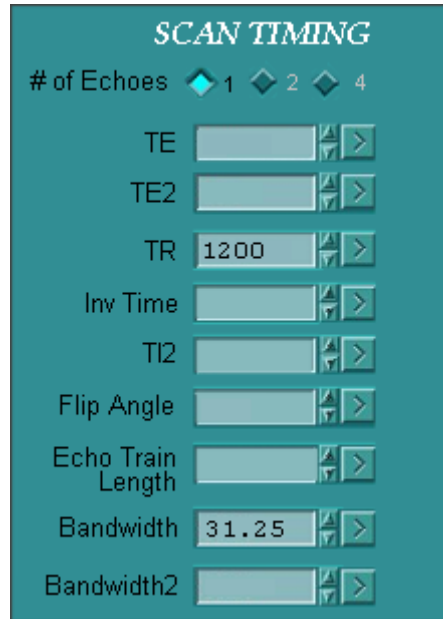 SCAN TIMING
# of Echoes 1 2 4
TE
TE2
TR 1200
Inv Time
TI2
Flip Angle
Echo Train
Length
Bandwidth 31.25
Bandwidth2